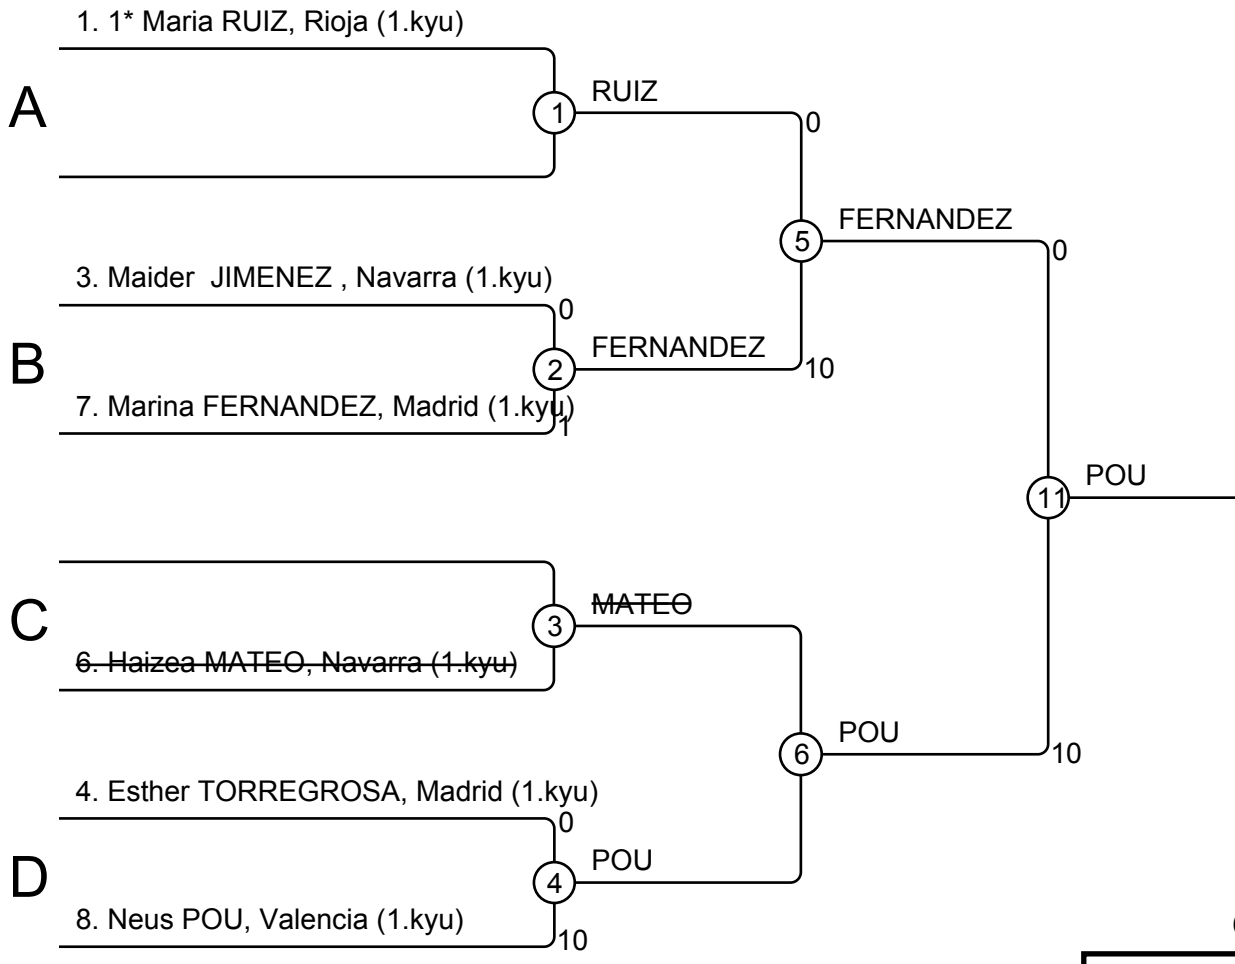 1. 1* Maria RUIZ, Rioja (1.kyu)
A
1
RUIZ
0
5
FERNANDEZ
0
3. Maider  JIMENEZ , Navarra (1.kyu)
0
B
2
FERNANDEZ
10
7. Marina FERNANDEZ, Madrid (1.kyu)
1
11
POU
C
3
MATEO
6. Haizea MATEO, Navarra (1.kyu)
6
POU
10
4. Esther TORREGROSA, Madrid (1.kyu)
0
D
4
POU
8. Neus POU, Valencia (1.kyu)
10